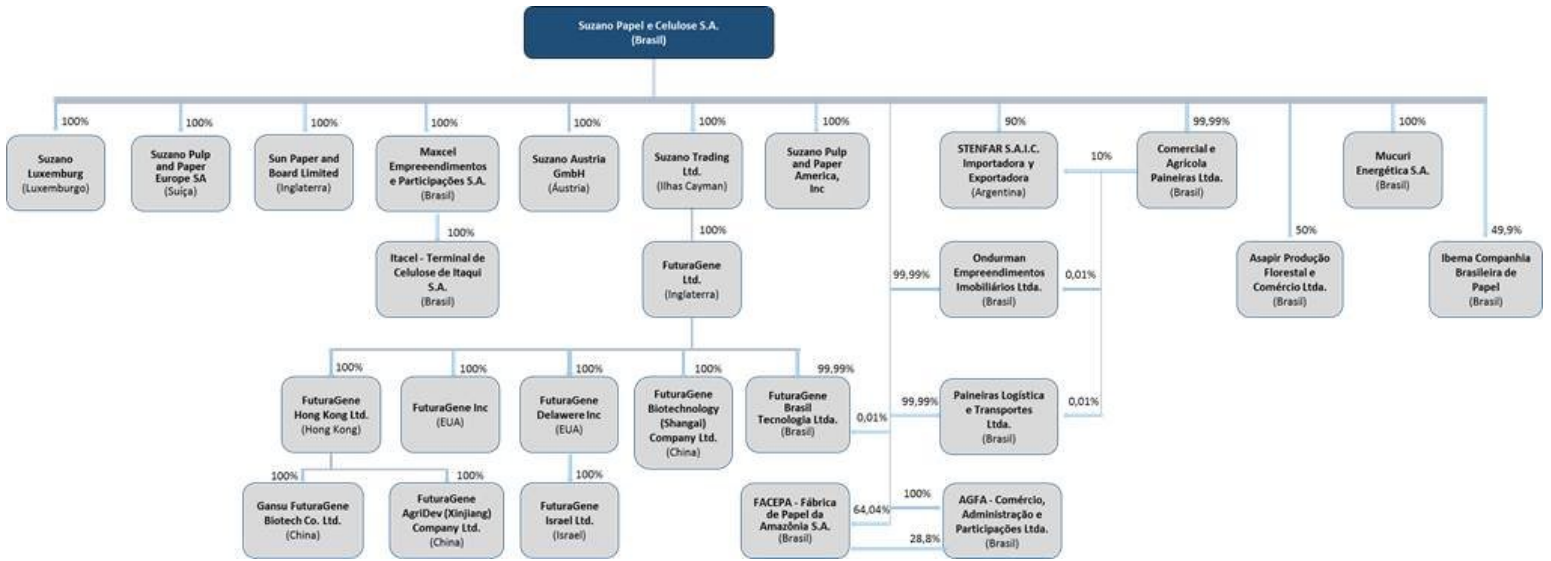 Suzano Papel e Celulose S.A.
(Brasil)
100%
100%
100%
100%
100%
100%
100%
90%
99,99%
100%
Suzano
Luxemburg
(Luxemburgo)
Suzano Pulp
and Paper
Europe SA
(Suíça)
Sun Paper and
Board Limited
(Inglaterra)
Maxcel
Empreeendimentos
e Participações S.A.
(Brasil)
Suzano Austria
GmbH
(Áustria)
Suzano Trading
Ltd.
(Ilhas Cayman)
Suzano Pulp
and Paper
America,
Inc
STENFAR S.A.I.C.
Importadora y
Exportadora
(Argentina)
10%
Comercial e
Agrícola
Paineiras Ltda.
(Brasil)
Mucuri
Energética S.A.
(Brasil)
100%
100%
50%
49,9%
Itacel - Terminal de
Celulose de Itaqui
S.A.
(Brasil)
FuturaGene
Ltd.
(Inglaterra)
99,99%
Ondurman
Empreendimentos
Imobiliários Ltda.
(Brasil)
0,01%
Asapir Produção
Florestal e
Comércio Ltda.
(Brasil)
Ibema Companhia
Brasileira de
Papel
(Brasil)
100%
100%
100%
100%
99,99%
FuturaGene
Hong Kong Ltd.
(Hong Kong)
FuturaGene Inc
(EUA)
FuturaGene
Delawere Inc
(EUA)
FuturaGene
Biotechnology
(Shangai)
Company Ltd.
(China)
FuturaGene
Brasil
Tecnologia Ltda.
(Brasil)
0,01%
99,99%
Paineiras Logística
e Transportes
Ltda.
(Brasil)
0,01%
100%
100%
100%
Gansu FuturaGene
Biotech Co. Ltd.
(China)
FuturaGene
AgriDev (Xinjiang)
Company Ltd.
(China)
FuturaGene
Israel Ltd.
(Israel)
FACEPA - Fábrica
de Papel da
Amazônia S.A.
(Brasil)
64,04%
100%
28,8%
AGFA - Comércio,
Administração e
Participações Ltda.
(Brasil)